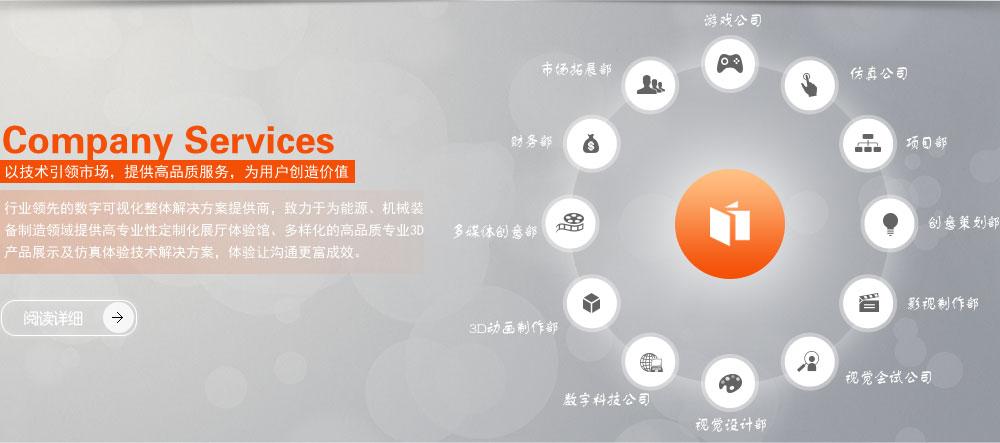 Company Services
以技术引领市场，提供高品质服务，为用户创造价值
行业领先的数字可视化整体解决方案提供商，致力于为能源、机械装
备制造领域提供高专业性定制化展厅体验馆、多样化的高品质专业3D
产品展示及仿真体验技术解决方案，体验让沟通更富成效。
阅读详细
游戏公司
仿真公司
项目部
创意策划部
影视制作部
视觉会试公司
视觉设计部
数字科技公司
3D动画制作部
多媒体创意部
财务部
市场拓展部